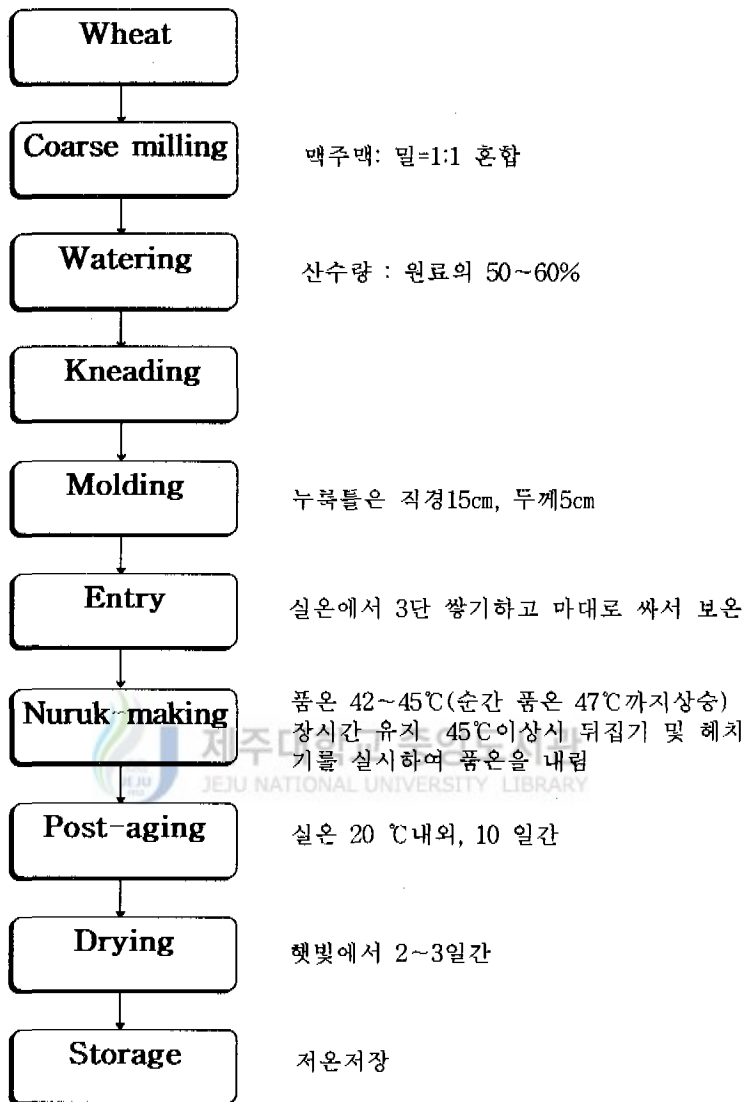 Wheat
Coarse milling
맥주맥: 밀=1:1 혼합
Watering
산수량 : 원료의 50~60%
Kneading
Molding
누룩틀은 직경15cm, 두께5cm
Entry
실온에서 3단 쌓기하고 마대로 싸서 보온
Nuruk-making
품온 42~45℃(순간 품온 47℃까지상승)
장시간 유지 45℃이상시 뒤집기 및 헤치
기를 실시하여 품온을 내림
제주대학교 중앙도서관
JEJU NATIONAL UNIVERSITY LIBRARY
JEJU
1952
Post-aging
실온 20 ℃내외, 10 일간
Drying
햇빛에서 2~3일간
Storage
저온저장